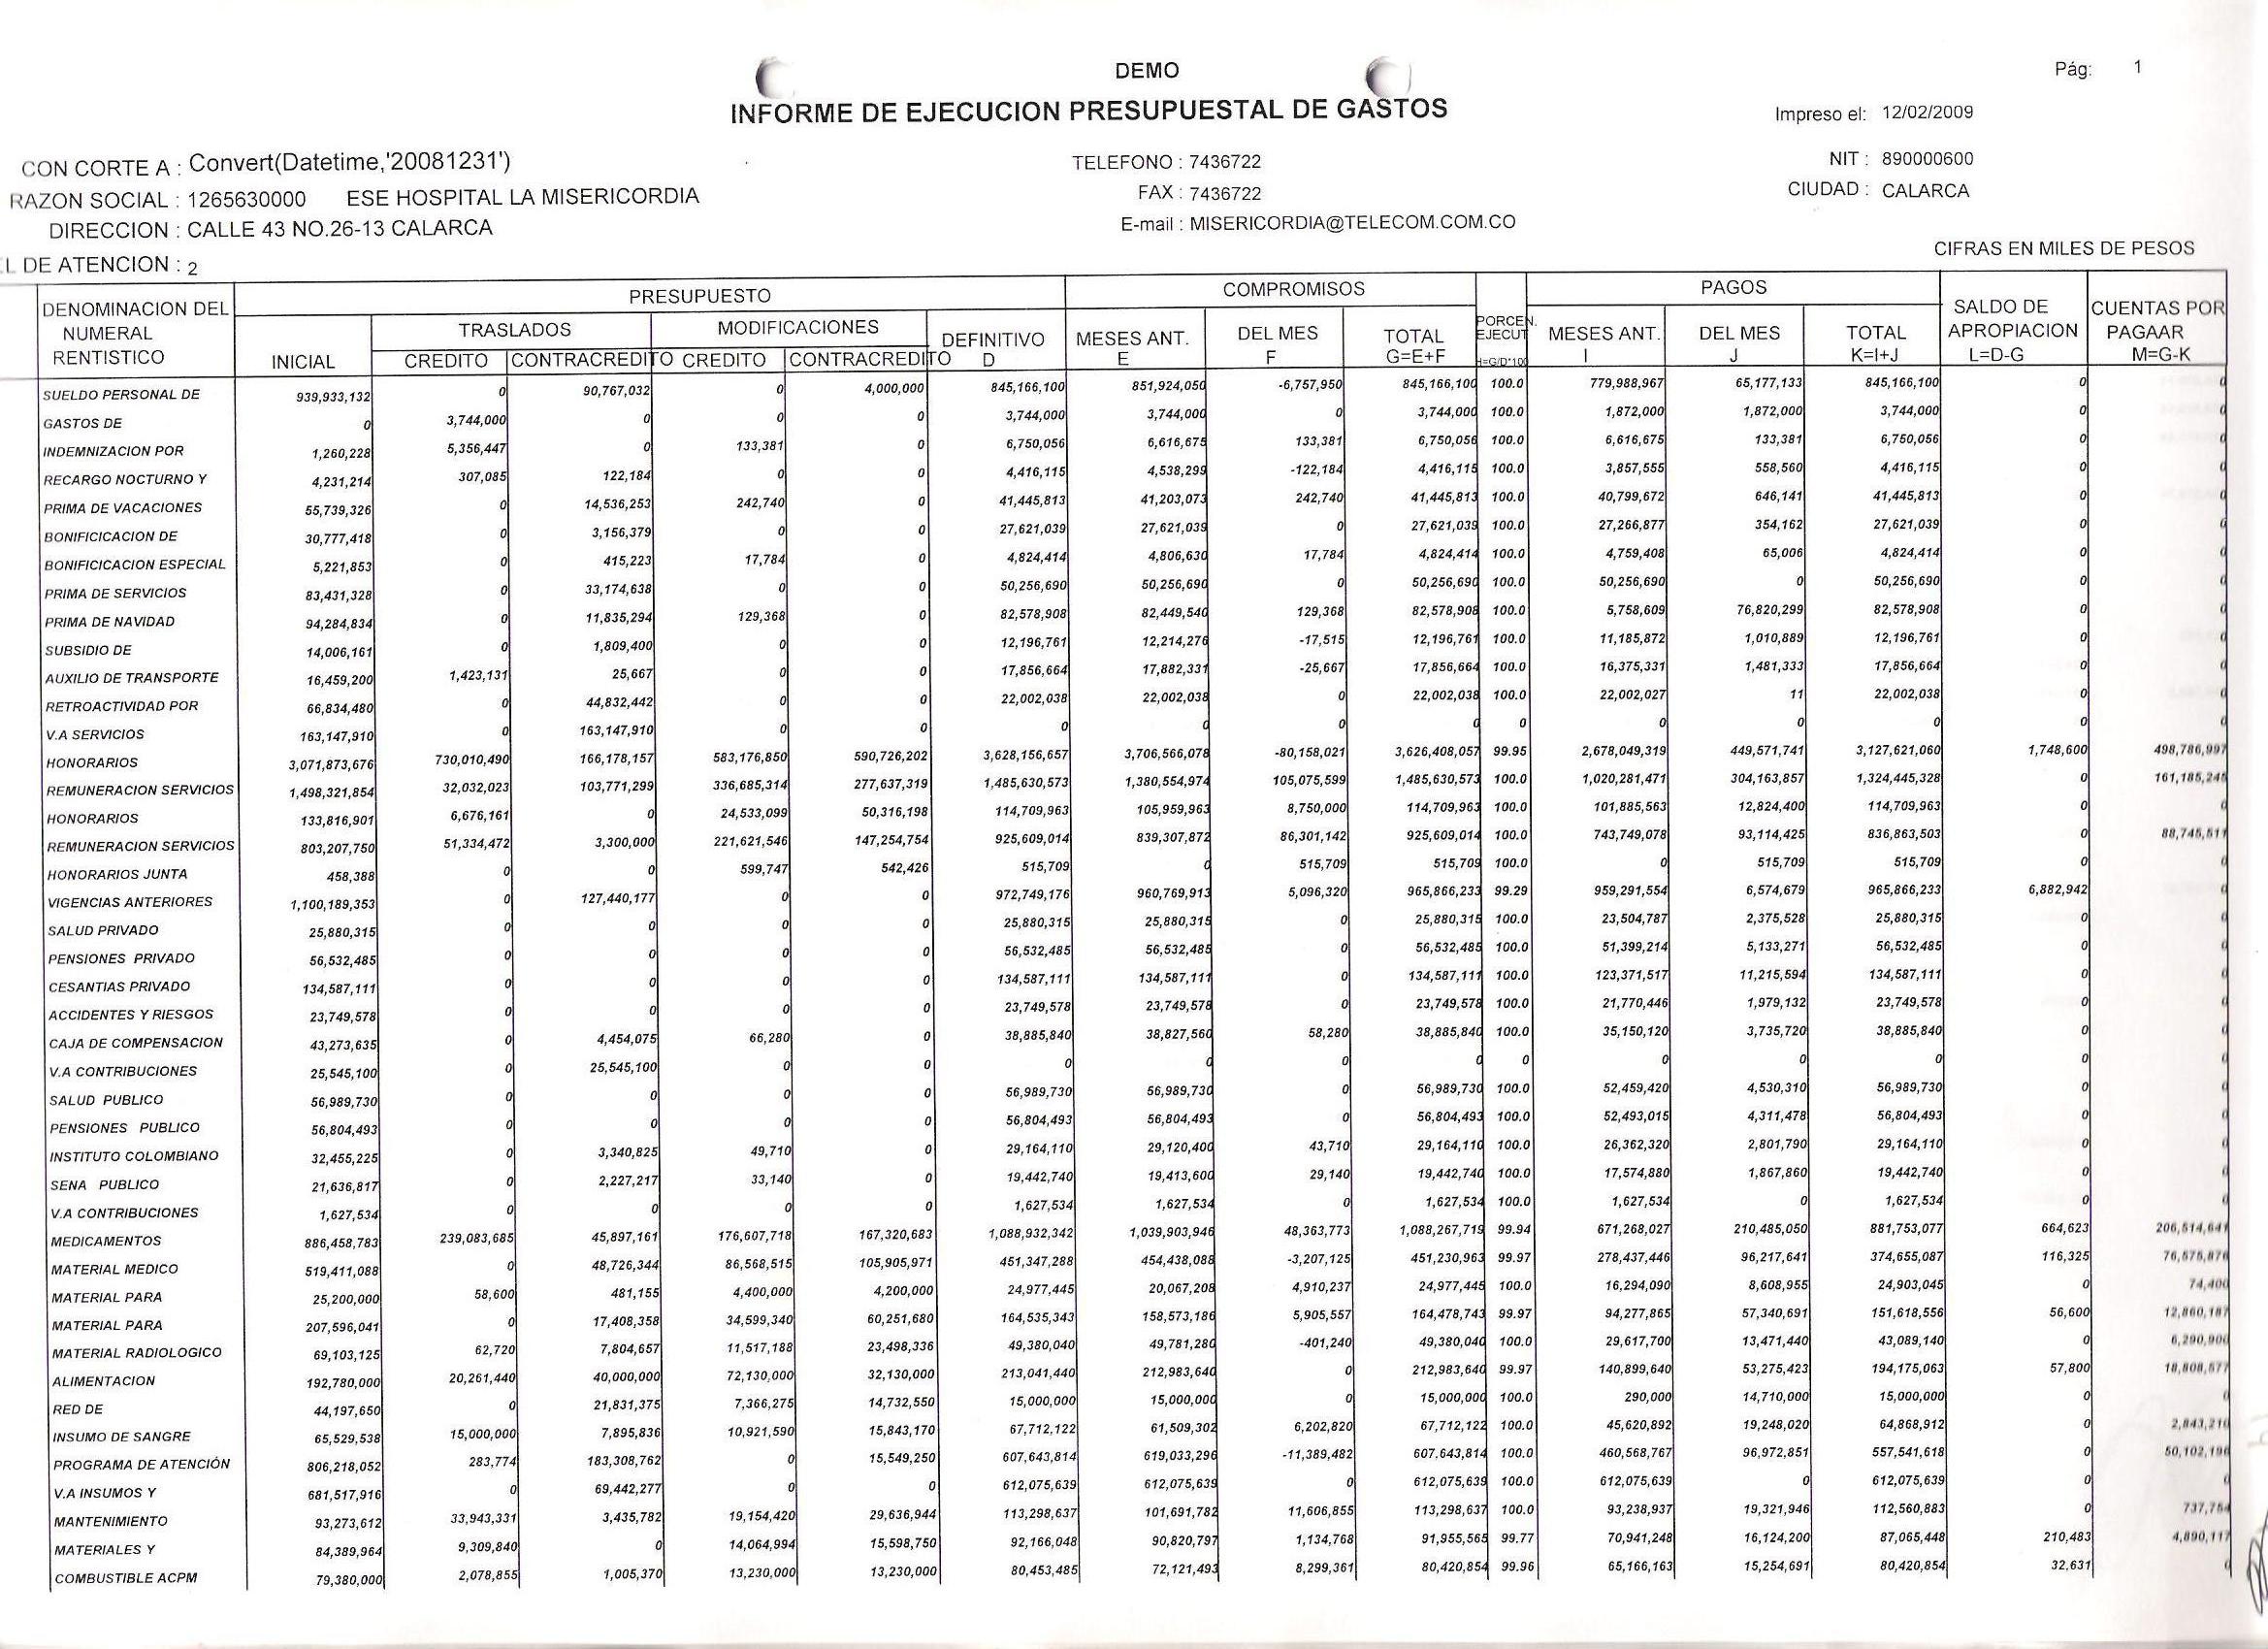 DEMO
Pág: 1
INFORME DE EJECUCION PRESUPUESTAL DE GASTOS
Impreso el: 12/02/2009
CON CORTE A : Convert(Datetime,'20081231')
TELEFONO : 7436722
NIT : 890000600
RAZON SOCIAL : 1265630000 ESE HOSPITAL LA MISERICORDIA
FAX : 7436722
CIUDAD : CALARCA
DIRECCION : CALLE 43 NO.26-13 CALARCA
E-mail : MISERICORDIA@TELECOM.COM.CO
L DE ATENCION : 2
CIFRAS EN MILES DE PESOS
DENOMINACION DEL NUMERAL RENTISTICO
PRESUPUESTO COMPROMISOS PORCEN. EJECUT H=G/D*100 PAGOS SALDO DE APROPIACION L=D-G CUENTAS POR PAGAAR M=G-K
TRASLADOS MODIFICACIONES
INICIAL CREDITO CONTRACREDITO CREDITO CONTRACREDITO DEFINITIVO D MESES ANT. E DEL MES F TOTAL G=E+F MESES ANT. I DEL MES J TOTAL K=I+J
SUELDO PERSONAL DE 939,933,132 0 90,767,032 0 4,000,000 845,166,100 851,924,050 -6,757,950 845,166,100 100.0 779,988,967 65,177,133 845,166,100 0 0
GASTOS DE 0 3,744,000 0 0 0 3,744,000 3,744,000 0 3,744,000 100.0 1,872,000 1,872,000 3,744,000 0 0
INDEMNIZACION POR 1,260,228 5,356,447 0 133,381 0 6,750,056 6,616,675 133,381 6,750,056 100.0 6,616,675 133,381 6,750,056 0 0
RECARGO NOCTURNO Y 4,231,214 307,085 122,184 0 0 4,416,115 4,538,299 -122,184 4,416,115 100.0 3,857,555 558,560 4,416,115 0 0
PRIMA DE VACACIONES 55,739,326 0 14,536,253 242,740 0 41,445,813 41,203,073 242,740 41,445,813 100.0 40,799,672 646,141 41,445,813 0 0
BONIFICICACION DE 30,777,418 0 3,156,379 0 0 27,621,039 27,621,039 0 27,621,039 100.0 27,266,877 354,162 27,621,039 0 0
BONIFICICACION ESPECIAL 5,221,853 0 415,223 17,784 0 4,824,414 4,806,630 17,784 4,824,414 100.0 4,759,408 65,006 4,824,414 0 0
PRIMA DE SERVICIOS 83,431,328 0 33,174,638 0 0 50,256,690 50,256,690 0 50,256,690 100.0 50,256,690 0 50,256,690 0 0
PRIMA DE NAVIDAD 94,284,834 0 11,835,294 129,368 0 82,578,908 82,449,540 129,368 82,578,908 100.0 5,758,609 76,820,299 82,578,908 0 0
SUBSIDIO DE 14,006,161 0 1,809,400 0 0 12,196,761 12,214,276 -17,515 12,196,761 100.0 11,185,872 1,010,889 12,196,761 0 0
AUXILIO DE TRANSPORTE 16,459,200 1,423,131 25,667 0 0 17,856,664 17,882,331 -25,667 17,856,664 100.0 16,375,331 1,481,333 17,856,664 0 0
RETROACTIVIDAD POR 66,834,480 0 44,832,442 0 0 22,002,038 22,002,038 0 22,002,038 100.0 22,002,027 11 22,002,038 0 0
V.A SERVICIOS 163,147,910 0 163,147,910 0 0 0 0 0 0 0 0 0 0 0 0
HONORARIOS 3,071,873,676 730,010,490 166,178,157 583,176,850 590,726,202 3,628,156,657 3,706,566,078 -80,158,021 3,626,408,057 99.95 2,678,049,319 449,571,741 3,127,621,060 1,748,600 498,786,997
REMUNERACION SERVICIOS 1,498,321,854 32,032,023 103,771,299 336,685,314 277,637,319 1,485,630,573 1,380,554,974 105,075,599 1,485,630,573 100.0 1,020,281,471 304,163,857 1,324,445,328 0 161,185,245
HONORARIOS 133,816,901 6,676,161 0 24,533,099 50,316,198 114,709,963 105,959,963 8,750,000 114,709,963 100.0 101,885,563 12,824,400 114,709,963 0 0
REMUNERACION SERVICIOS 803,207,750 51,334,472 3,300,000 221,621,546 147,254,754 925,609,014 839,307,872 86,301,142 925,609,014 100.0 743,749,078 93,114,425 836,863,503 0 88,745,511
HONORARIOS JUNTA 458,388 0 0 599,747 542,426 515,709 0 515,709 515,709 100.0 0 515,709 515,709 0 0
VIGENCIAS ANTERIORES 1,100,189,353 0 127,440,177 0 0 972,749,176 960,769,913 5,096,320 965,866,233 99.29 959,291,554 6,574,679 965,866,233 6,882,942 0
SALUD PRIVADO 25,880,315 0 0 0 0 25,880,315 25,880,315 0 25,880,315 100.0 23,504,787 2,375,528 25,880,315 0 0
PENSIONES PRIVADO 56,532,485 0 0 0 0 56,532,485 56,532,485 0 56,532,485 100.0 51,399,214 5,133,271 56,532,485 0 0
CESANTIAS PRIVADO 134,587,111 0 0 0 0 134,587,111 134,587,111 0 134,587,111 100.0 123,371,517 11,215,594 134,587,111 0 0
ACCIDENTES Y RIESGOS 23,749,578 0 0 0 0 23,749,578 23,749,578 0 23,749,578 100.0 21,770,446 1,979,132 23,749,578 0 0
CAJA DE COMPENSACION 43,273,635 0 4,454,075 66,280 0 38,885,840 38,827,560 58,280 38,885,840 100.0 35,150,120 3,735,720 38,885,840 0 0
V.A CONTRIBUCIONES 25,545,100 0 25,545,100 0 0 0 0 0 0 0 0 0 0 0 0
SALUD PUBLICO 56,989,730 0 0 0 0 56,989,730 56,989,730 0 56,989,730 100.0 52,459,420 4,530,310 56,989,730 0 0
PENSIONES PUBLICO 56,804,493 0 0 0 0 56,804,493 56,804,493 0 56,804,493 100.0 52,493,015 4,311,478 56,804,493 0 0
INSTITUTO COLOMBIANO 32,455,225 0 3,340,825 49,710 0 29,164,110 29,120,400 43,710 29,164,110 100.0 26,362,320 2,801,790 29,164,110 0 0
SENA PUBLICO 21,636,817 0 2,227,217 33,140 0 19,442,740 19,413,600 29,140 19,442,740 100.0 17,574,880 1,867,860 19,442,740 0 0
V.A CONTRIBUCIONES 1,627,534 0 0 0 0 1,627,534 1,627,534 0 1,627,534 100.0 1,627,534 0 1,627,534 0 0
MEDICAMENTOS 886,458,783 239,083,685 45,897,161 176,607,718 167,320,683 1,088,932,342 1,039,903,946 48,363,773 1,088,267,719 99.94 671,268,027 210,485,050 881,753,077 664,623 206,514,641
MATERIAL MEDICO 519,411,088 0 48,726,344 86,568,515 105,905,971 451,347,288 454,438,088 -3,207,125 451,230,963 99.97 278,437,446 96,217,641 374,655,087 116,325 76,575,876
MATERIAL PARA 25,200,000 58,600 481,155 4,400,000 4,200,000 24,977,445 20,067,208 4,910,237 24,977,445 100.0 16,294,090 8,608,955 24,903,045 0 74,400
MATERIAL PARA 207,596,041 0 17,408,358 34,599,340 60,251,680 164,535,343 158,573,186 5,905,557 164,478,743 99.97 94,277,865 57,340,691 151,618,556 56,600 12,860,187
MATERIAL RADIOLOGICO 69,103,125 62,720 7,804,657 11,517,188 23,498,336 49,380,040 49,781,280 -401,240 49,380,040 100.0 29,617,700 13,471,440 43,089,140 0 6,290,900
ALIMENTACION 192,780,000 20,261,440 40,000,000 72,130,000 32,130,000 213,041,440 212,983,640 0 212,983,640 99.97 140,899,640 53,275,423 194,175,063 57,800 18,808,577
RED DE 44,197,650 0 21,831,375 7,366,275 14,732,550 15,000,000 15,000,000 0 15,000,000 100.0 290,000 14,710,000 15,000,000 0 0
INSUMO DE SANGRE 65,529,538 15,000,000 7,895,836 10,921,590 15,843,170 67,712,122 61,509,302 6,202,820 67,712,122 100.0 45,620,892 19,248,020 64,868,912 0 2,843,210
PROGRAMA DE ATENCIÓN 806,218,052 283,774 183,308,762 0 15,549,250 607,643,814 619,033,296 -11,389,482 607.643,814 100.0 460,568,767 96,972,851 557,541,618 0 50,102,196
V.A INSUMOS Y 681,517,916 0 69,442,277 0 0 612,075,639 612,075,639 0 612,075,639 100.0 612,075,639 0 612,075,639 0 0
MANTENIMIENTO 93,273,612 33,943,331 3,435,782 19,154,420 29,636,944 113,298,637 101,691,782 11,606,855 113,298,637 100.0 93,238,937 19,321,946 112,560,883 0 737,754
MATERIALES Y 84,389,964 9,309,840 0 14,064,994 15,598,750 92,166,048 90,820,797 1,134,768 91,955,565 99.77 70,941,248 16,124,200 87,065,448 210,483 4,890,117
COMBUSTIBLE ACPM 79,380,000 2,078,855 1,005,370 13,230,000 13,230,000 80,453,485 72,121,493 8,299,361 80,420,854 99.96 65,166,163 15,254,691 80,420,854 32,631 0